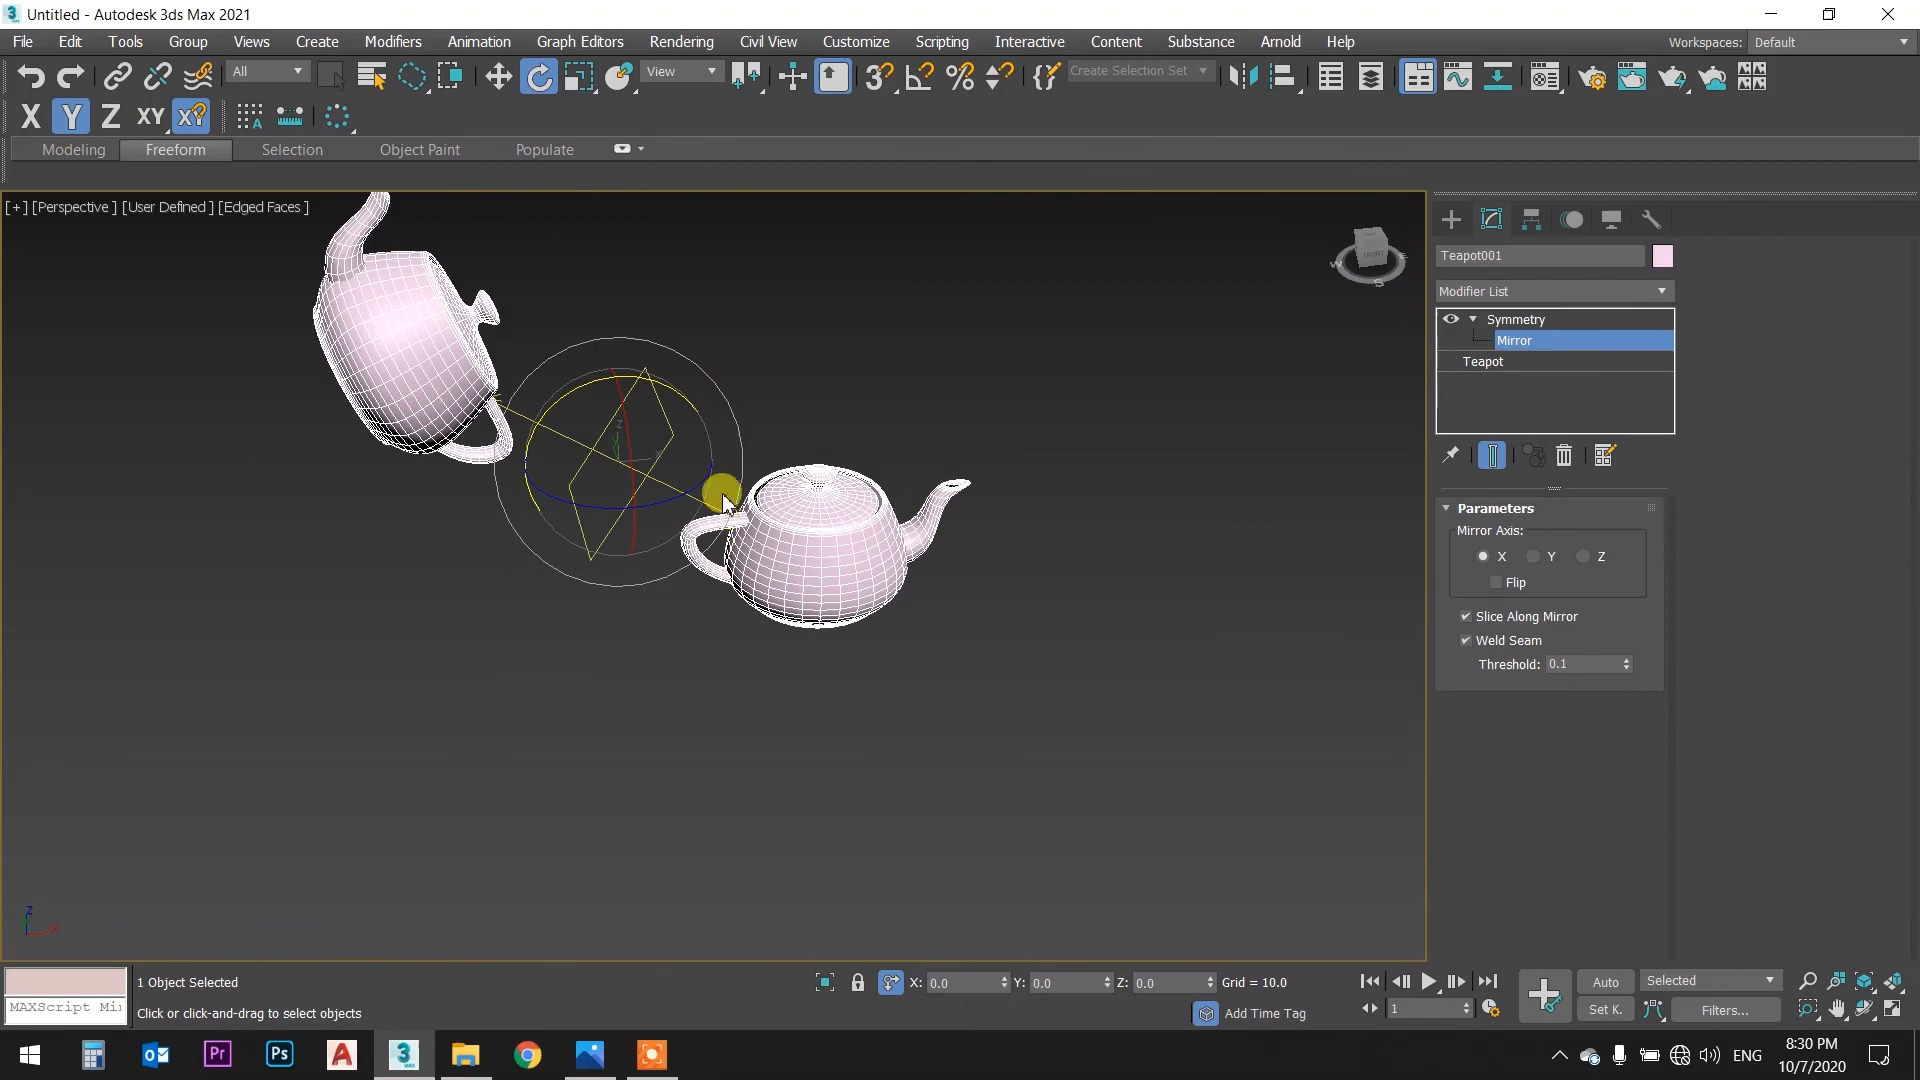 Untitled - Autodesk 3ds Max 2021
File Edit Tools Group Views Create Modifiers Animation Graph Editors Rendering Civil View Customize Scripting Interactive Content Substance Arnold Help Workspaces: Default
All View Create Selection Set
X Y Z XY XY
Modeling Freeform Selection Object Paint Populate
[+] [Perspective ] [User Defined ] [Edged Faces ]
Teapot001
Modifier List
Symmetry
Mirror
Teapot
Parameters
Mirror Axis:
X Y Z
Flip
Slice Along Mirror
Weld Seam
Threshold: 0.1
FRONT
W
S
Z
X
Z
X
1 Object Selected X: 0.0 Y: 0.0 Z: 0.0 Grid = 10.0 Auto Selected
MAXScript Mi Click or click-and-drag to select objects Add Time Tag 1 Set K. Filters...
ENG 8:30 PM
10/7/2020